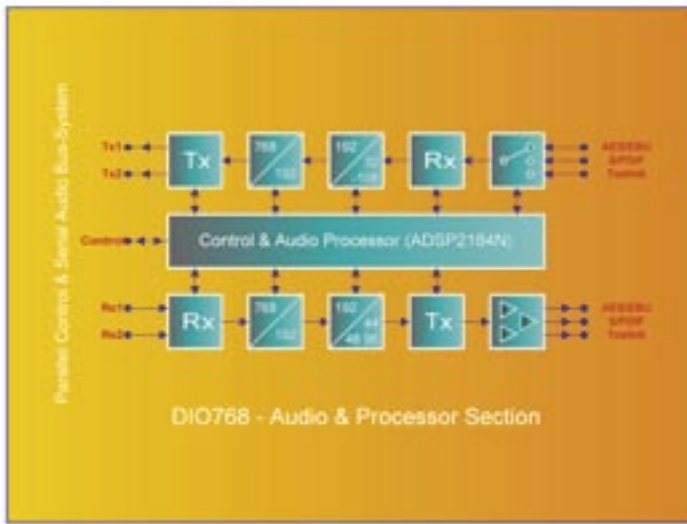 Parallel Control & Serial Audio Bus-System
Tx1
Tx2
Tx
768
192
192
Rx
AES/EBU
S/PDIF
Toslink
Control
Control & Audio Processor (ADSP2184N)
Rx1
Rx2
Rx
768
192
192
44
48 96
Tx
AES/EBU
S/PDIF
Toslink
DIO768 - Audio & Processor Section